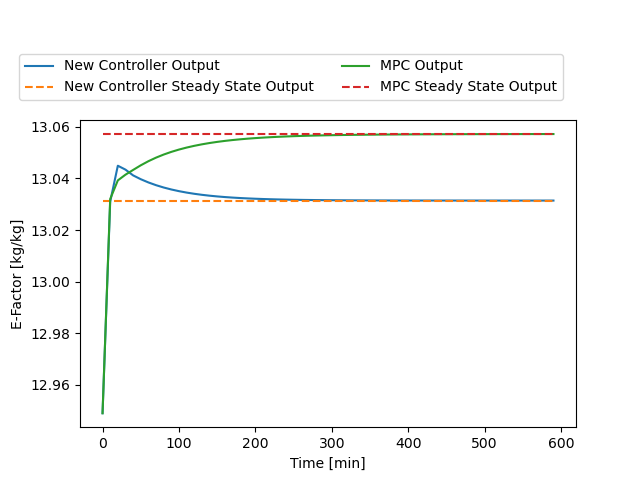 New Controller Output
New Controller Steady State Output
MPC Output
MPC Steady State Output
13.06
13.04
13.02
13.00
12.98
12.96
E-Factor [kg/kg]
0 100 200 300 400 500 600
Time [min]